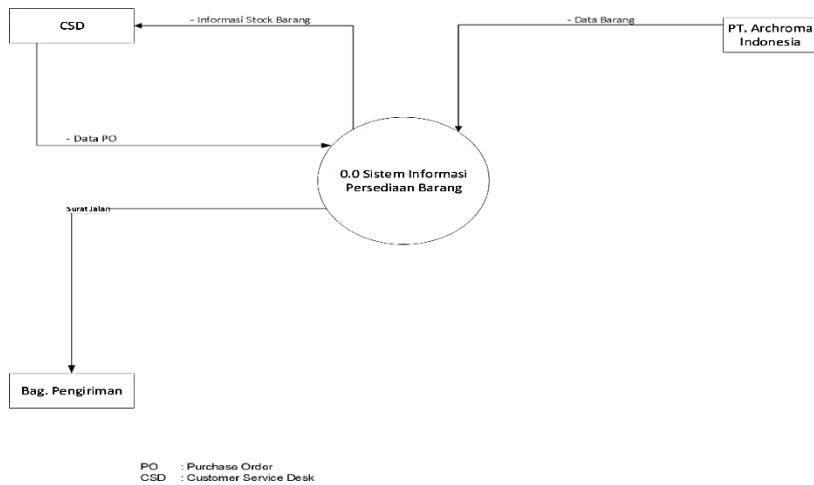 CSD
- Informasi Stock Barang
- Data Barang
PT. Archroma
Indonesia
- Data PO
0.0 Sistem Informasi
Persediaan Barang
Surat Jalan
Bag. Pengiriman
PO : Purchase Order
CSD : Customer Service Desk